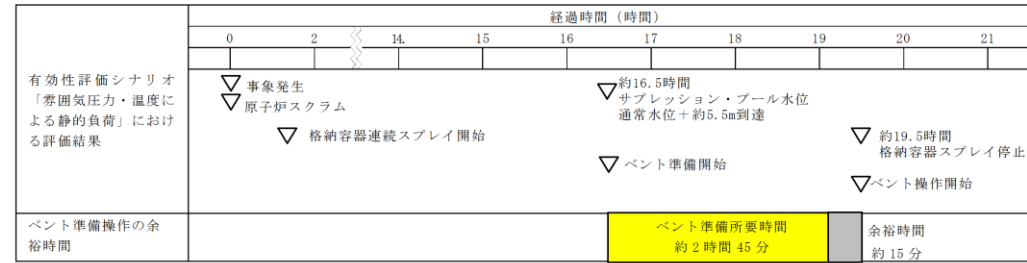 経過時間（時間）
0 2 14. 15 16 17 18 19 20 21
有効性評価シナリオ
「雰囲気圧力・温度に
よる静的負荷」におけ
る評価結果
事象発生
原子炉スクラム
格納容器連続スプレイ開始
約16.5時間
サプレッション・プール水位
通常水位＋約5.5m到達
ベント準備開始
約19.5時間
格納容器スプレイ停止
ベント操作開始
ベント準備操作の余
裕時間
ベント準備所要時間
約 2 時間 45 分
余裕時間
約 15 分